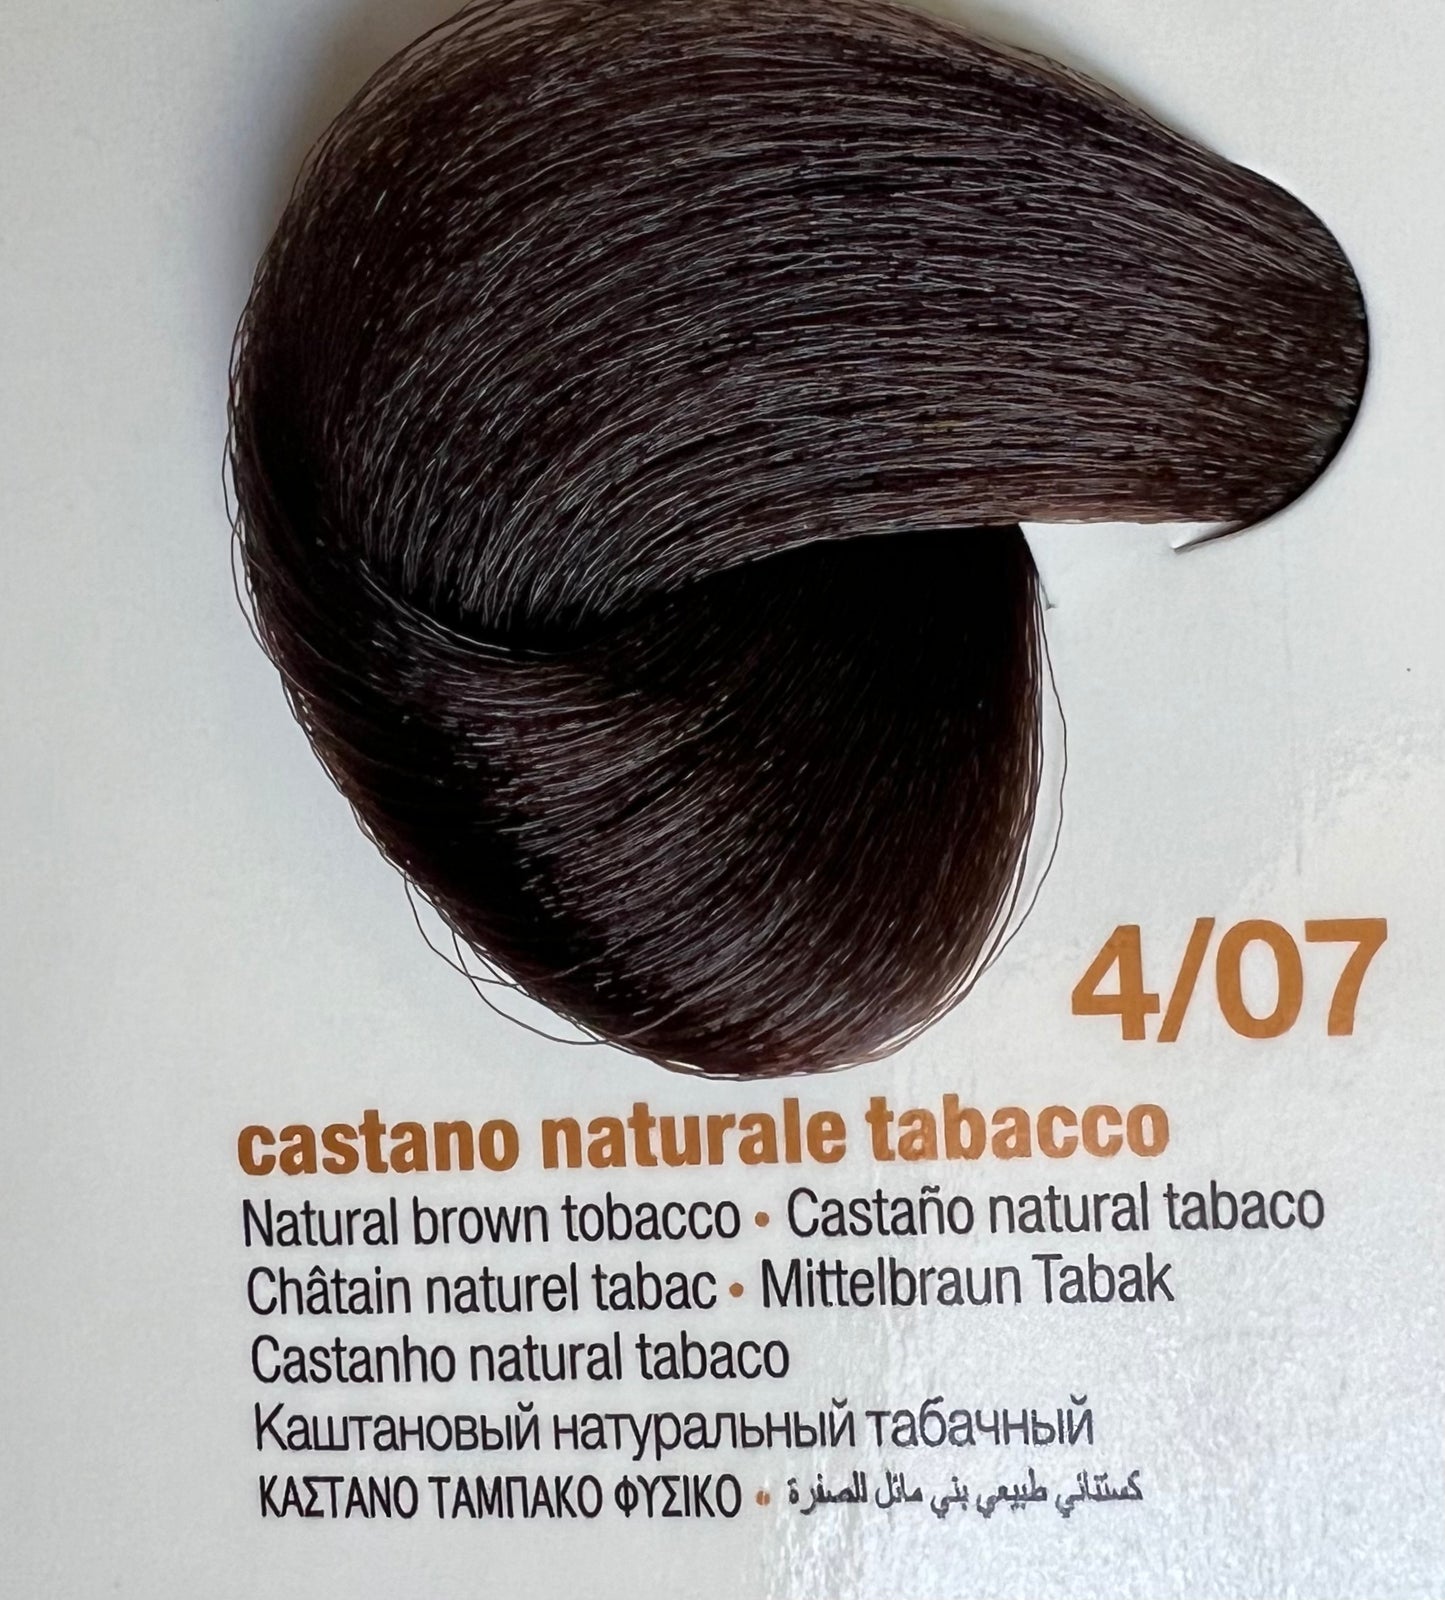 4/07
castano naturale tabacco
Natural brown tobacco • Castaño natural tabaco
Châtain naturel tabac • Mittelbraun Tabak
Castanho natural tabaco
Каштановый натуральный табачный
ΚΑΣΤΑΝΟ ΤΑΜΠΑΚΟ ΦΥΣΙΚΟ • كستنائي طبيعي بني مائل للصفرة